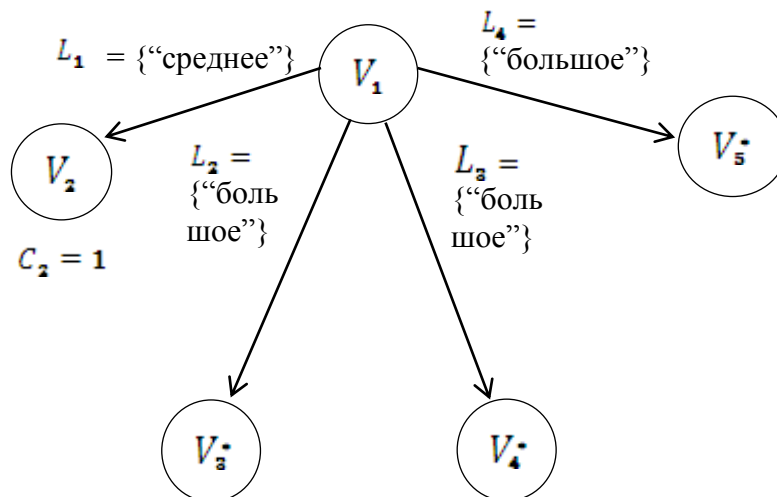 L₁ = {“среднее”}
V₁
L₄ =
{“большое”}
V₂
C₂ = 1
L₂ =
{“боль
шое”}
L₃ =
{“боль
шое”}
V₅*
V₃*
V₄*